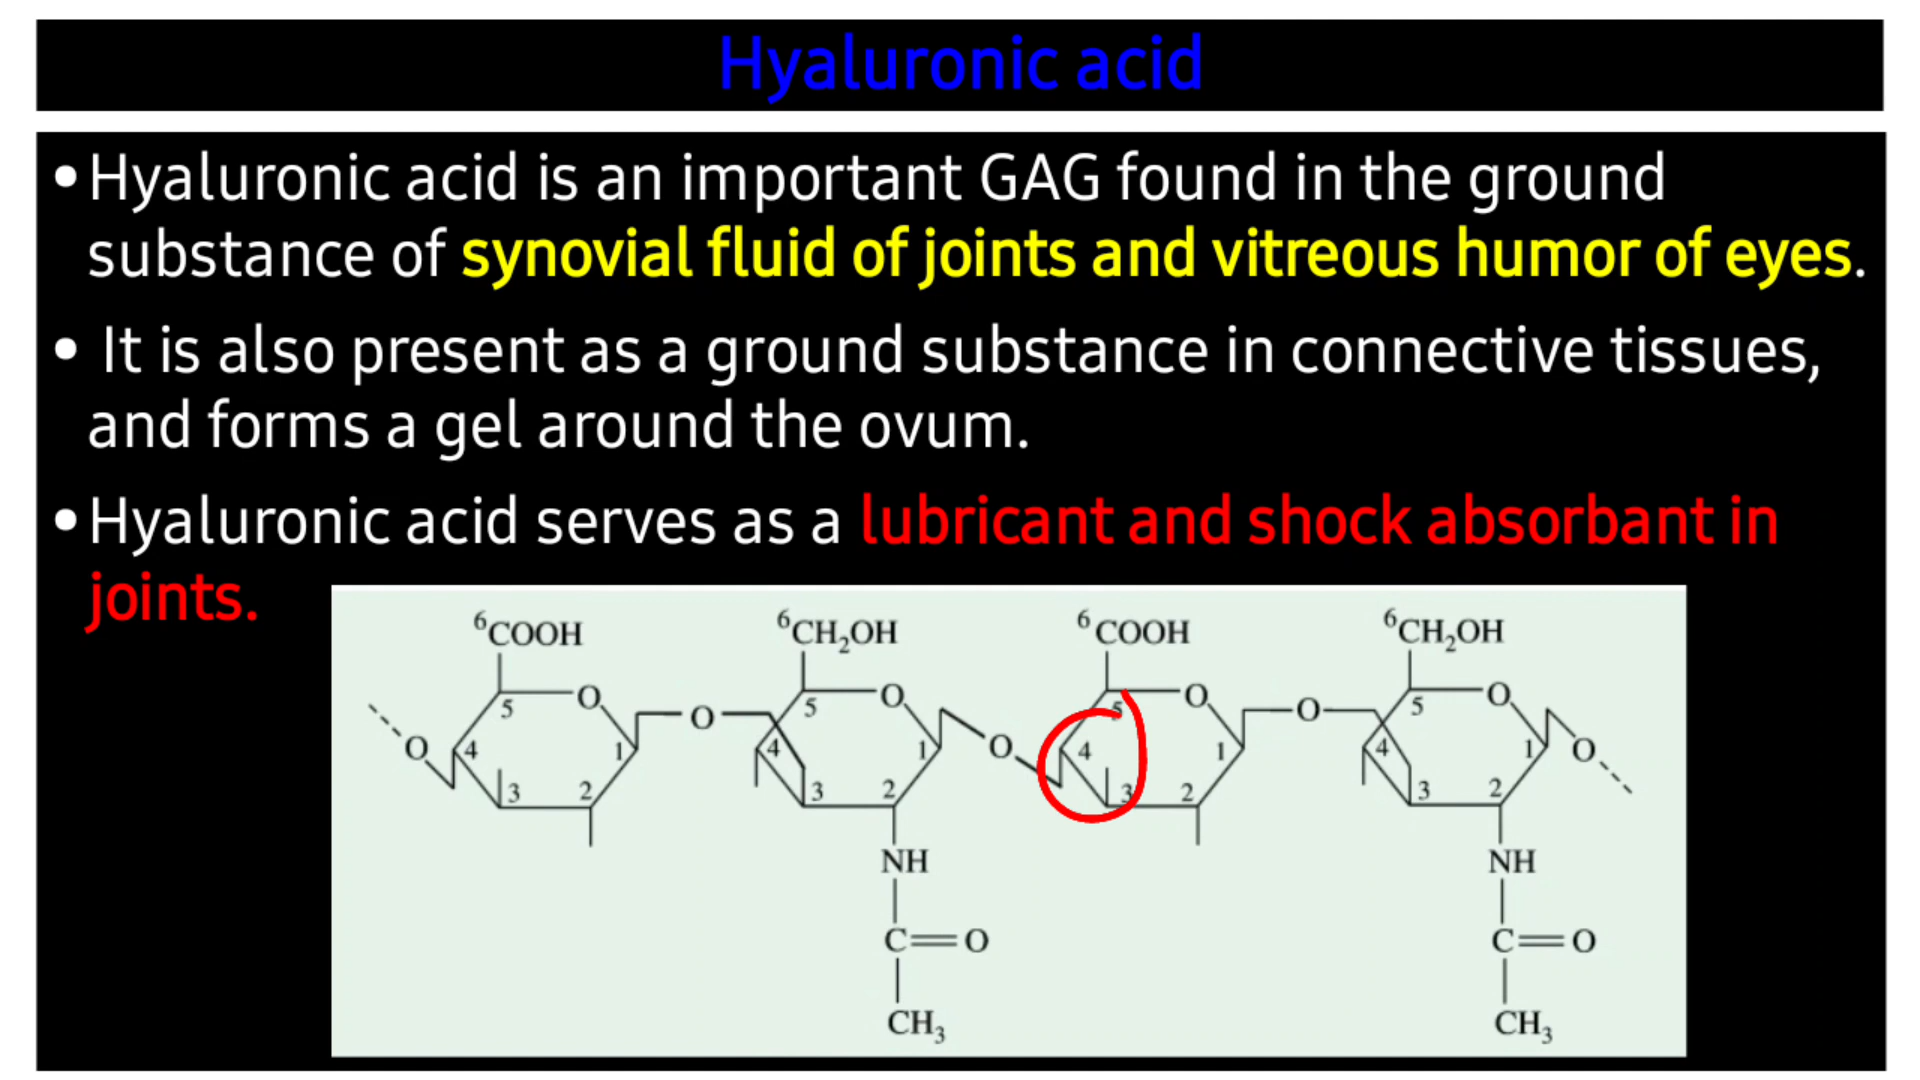 Hyaluronic acid
•Hyaluronic acid is an important GAG found in the ground
substance of synovial fluid of joints and vitreous humor of eyes.
• It is also present as a ground substance in connective tissues,
and forms a gel around the ovum.
•Hyaluronic acid serves as a lubricant and shock absorbant in
joints.
⁶COOH ⁶CH₂OH ⁶COOH ⁶CH₂OH
5 O 5 O 5 O 5 O
O O
O 4 1 4 1 O 4 1 4 1 O
3 2 3 2 3 2 3 2
NH NH
C=O C=O
CH₃ CH₃